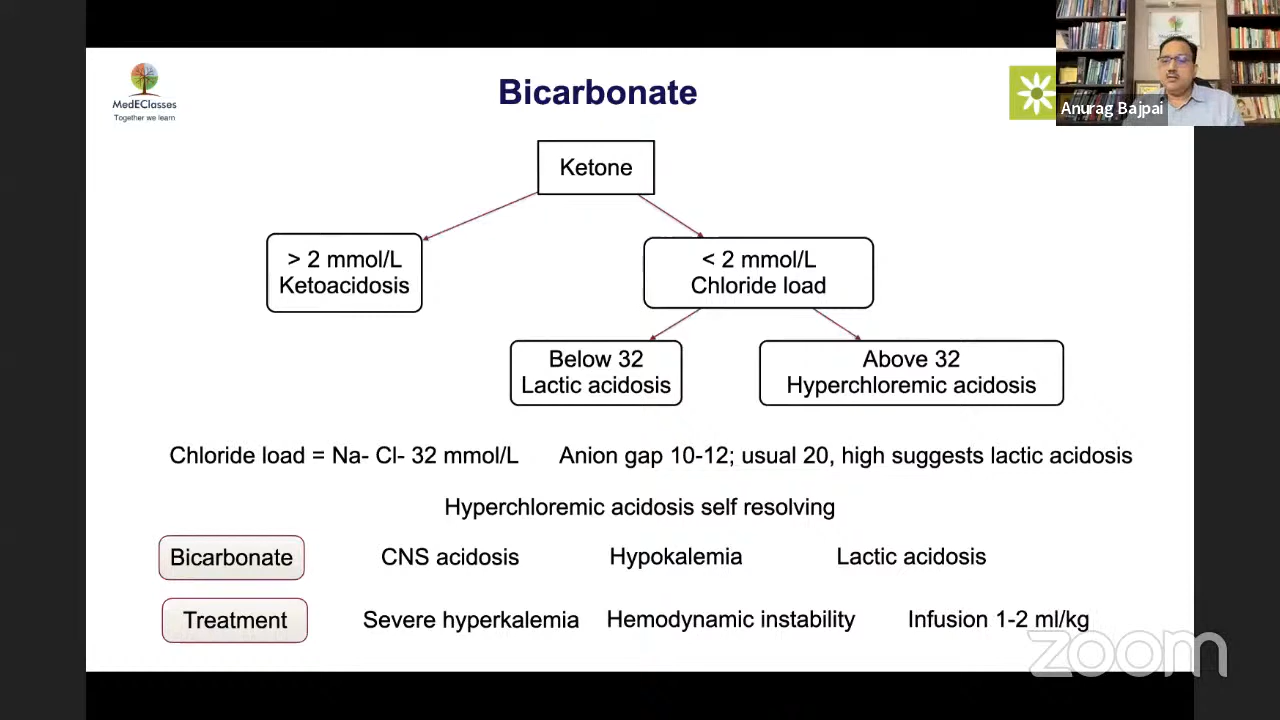 MedEClasses
Together we learn
Bicarbonate
Anurag Bajpai
Ketone
> 2 mmol/L
Ketoacidosis
< 2 mmol/L
Chloride load
Below 32
Lactic acidosis
Above 32
Hyperchloremic acidosis
Chloride load = Na- Cl- 32 mmol/L
Anion gap 10-12; usual 20, high suggests lactic acidosis
Hyperchloremic acidosis self resolving
Bicarbonate
CNS acidosis
Hypokalemia
Lactic acidosis
Treatment
Severe hyperkalemia
Hemodynamic instability
Infusion 1-2 ml/kg
zoom